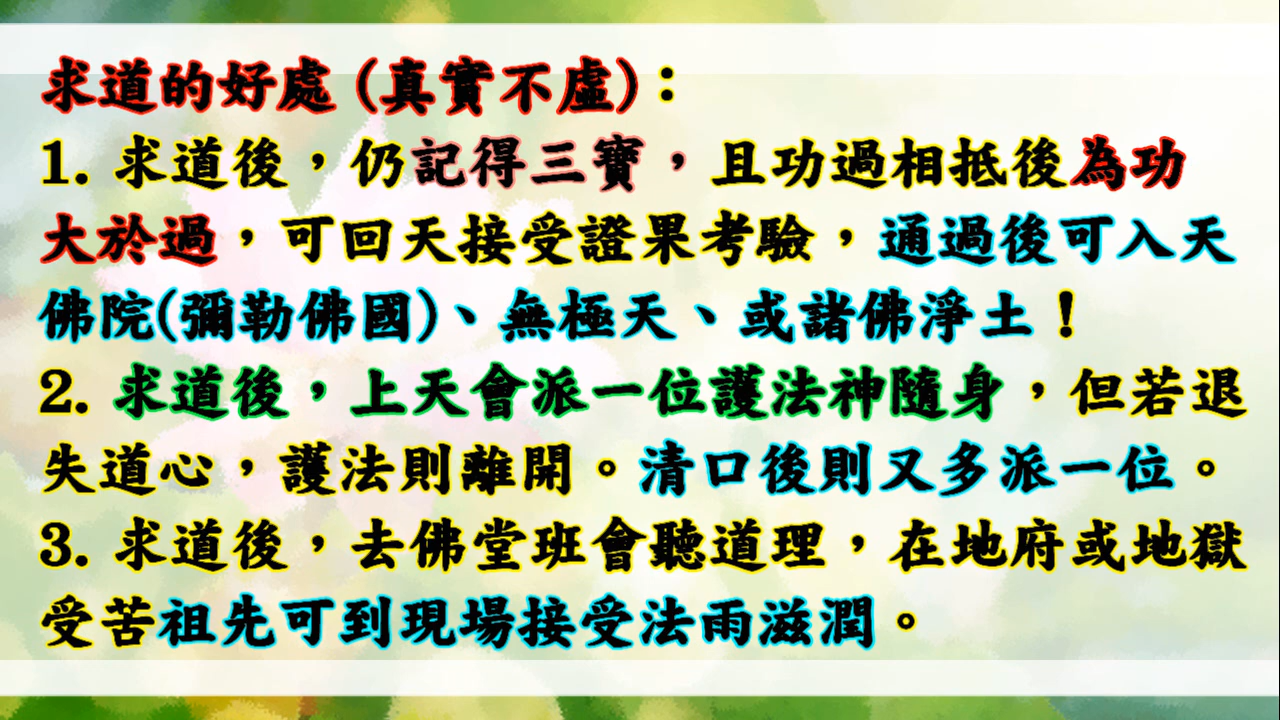 求道的好處 (真實不虛)：
1. 求道後，仍記得三寶，且功過相抵後為功
大於過，可回天接受證果考驗，通過後可入天
佛院(彌勒佛國)、無極天、或諸佛淨土！
2. 求道後，上天會派一位護法神隨身，但若退
失道心，護法則離開。清口後則又多派一位。
3. 求道後，去佛堂班會聽道理，在地府或地獄
受苦祖先可到現場接受法雨滋潤。